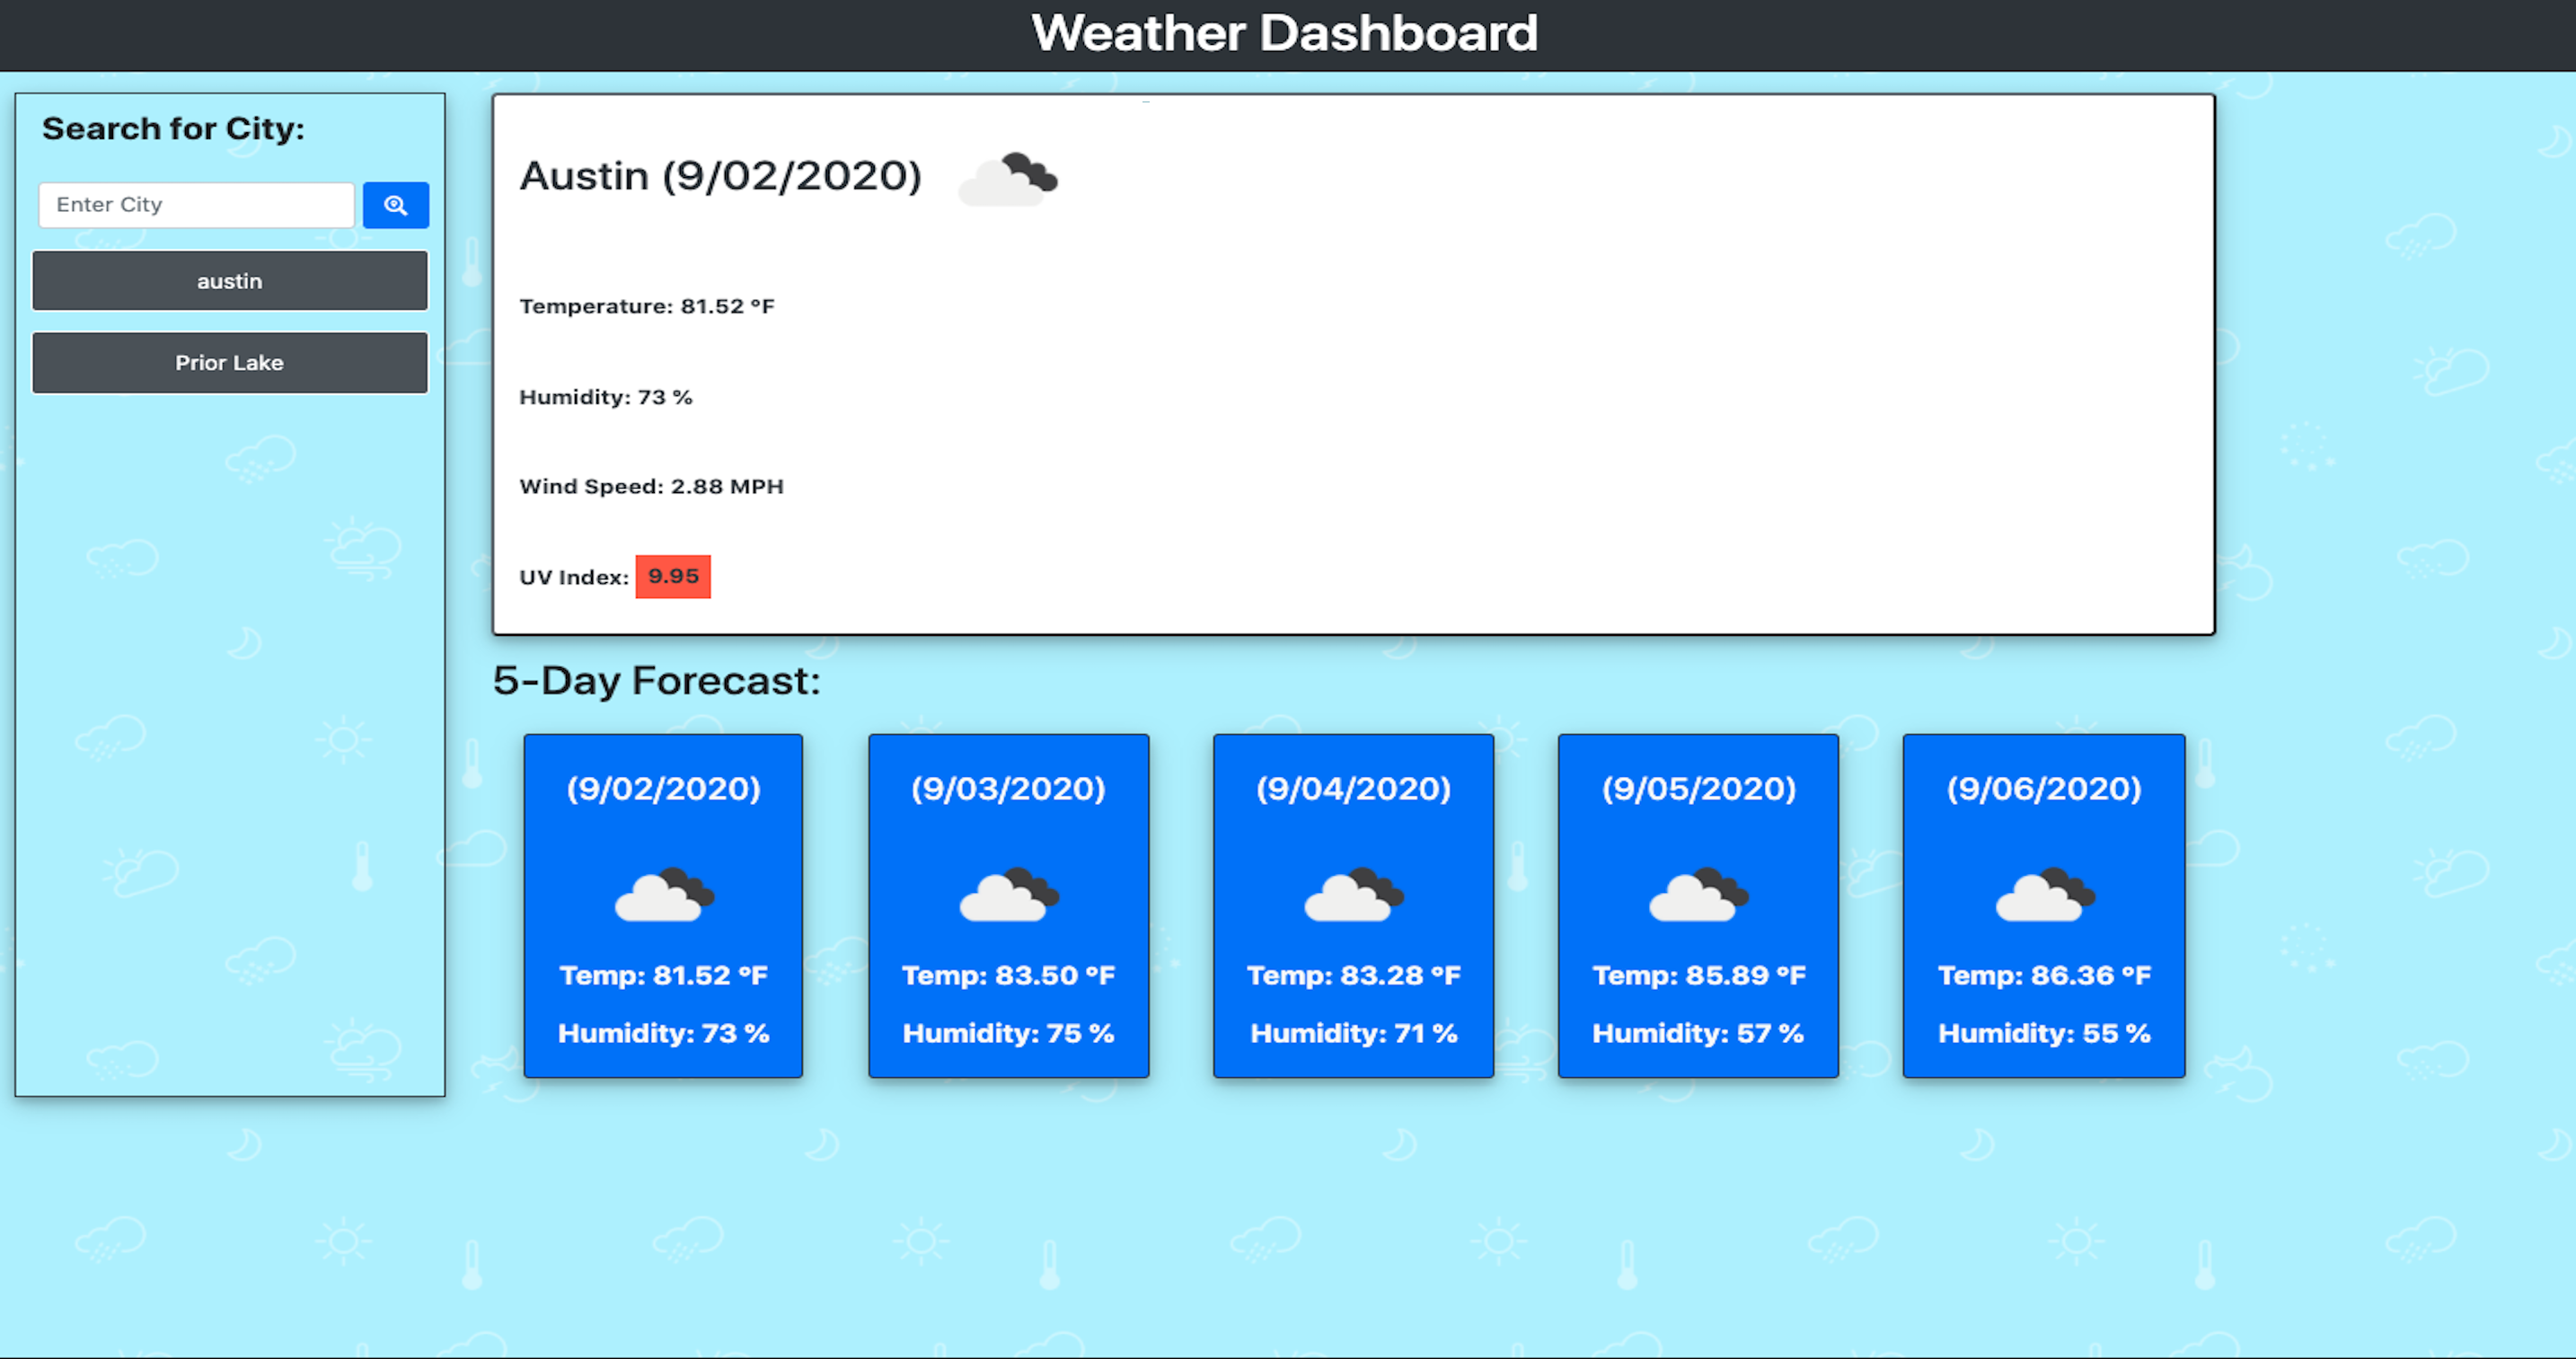 Weather Dashboard
Search for City:
Enter City
austin
Prior Lake
Austin (9/02/2020)
Temperature: 81.52 °F
Humidity: 73 %
Wind Speed: 2.88 MPH
UV Index: 9.95
5-Day Forecast:
(9/02/2020)
Temp: 81.52 °F
Humidity: 73 %
(9/03/2020)
Temp: 83.50 °F
Humidity: 75 %
(9/04/2020)
Temp: 83.28 °F
Humidity: 71 %
(9/05/2020)
Temp: 85.89 °F
Humidity: 57 %
(9/06/2020)
Temp: 86.36 °F
Humidity: 55 %